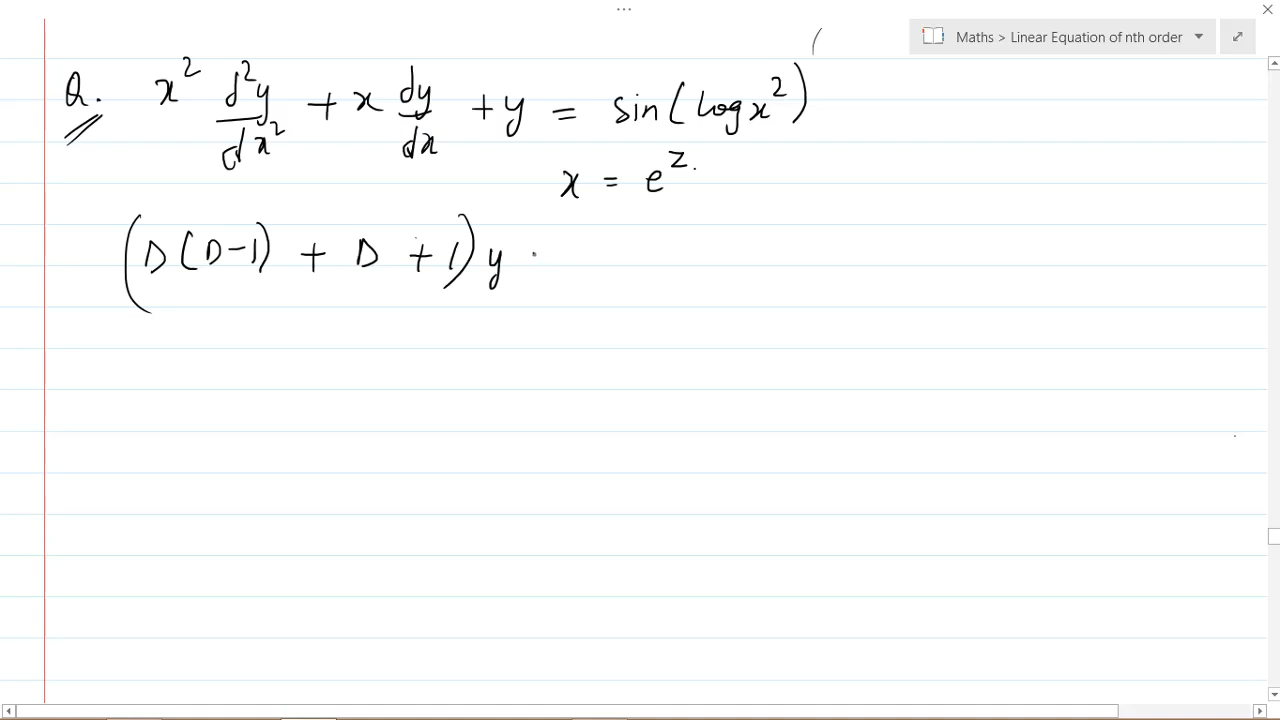 Maths > Linear Equation of nth order
Q. x² d²y/dx² + x dy/dx + y = sin(log x²)
x = e^z.
(D(D-1) + D + 1) y